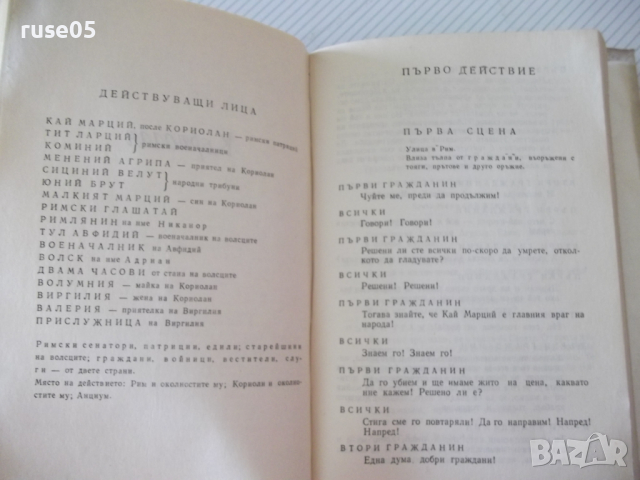 ruse05
ДЕЙСТВУВАЩИ ЛИЦА
КАЙ МАРЦИЙ, после КОРИОЛАН — римски патриций
ТИТ ЛАРЦИЙ
КОМИНИЙ
римски военачалници
МЕНЕНИЙ АГРИПА — приятел на Кориолан
СИЦИНИЙ ВЕЛУТ
ЮНИЙ БРУТ
народни трибуни
МАЛКИЯТ МАРЦИЙ — син на Кориолан
РИМСКИ ГЛАШАТАЙ
РИМЛЯНИН на име Никанор
ТУЛ АВФИДИЙ — военачалник на волсците
ВОЕНАЧАЛНИК на Авфидий
ВОЛСК на име Адриан
ДВАМА ЧАСОВИ от стана на волсците
ВОЛУМНИЯ — майка на Кориолан
ВИРГИЛИЯ — жена на Кориолан
ВАЛЕРИЯ — приятелка на Виргилия
ПРИСЛУЖНИЦА на Виргилия
Римски сенатори, патриции, едили; старейшини
на волсците; граждани, войници, вестители, слу-
ги — от двете страни.
Място на действието: Рим и околностите му; Кориоли и околно-
стите му; Анциум.
ПЪРВО ДЕЙСТВИЕ
ПЪРВА СЦЕНА
Улица в Рим.
Влиза тълпа от граждани, въоръжени с
тояги, прътове и друго оръжие.
ПЪРВИ ГРАЖДАНИН
Чуйте ме, преди да продължим!
ВСИЧКИ
Говори! Говори!
ПЪРВИ ГРАЖДАНИН
Решени ли сте всички по-скоро да умрете, откол-
кото да гладувате?
ВСИЧКИ
Решени! Решени!
ПЪРВИ ГРАЖДАНИН
Тогава знайте, че Кай Марций е главния враг на
народа!
ВСИЧКИ
Знаем го! Знаем го!
ПЪРВИ ГРАЖДАНИН
Да го убием и ще имаме жито на цена, каквато
ние кажем! Решено ли е?
ВСИЧКИ
Стига сме го повтаряли! Да го направим! Напред!
Напред!
ВТОРИ ГРАЖДАНИН
Една дума, добри граждани!
BAZAR